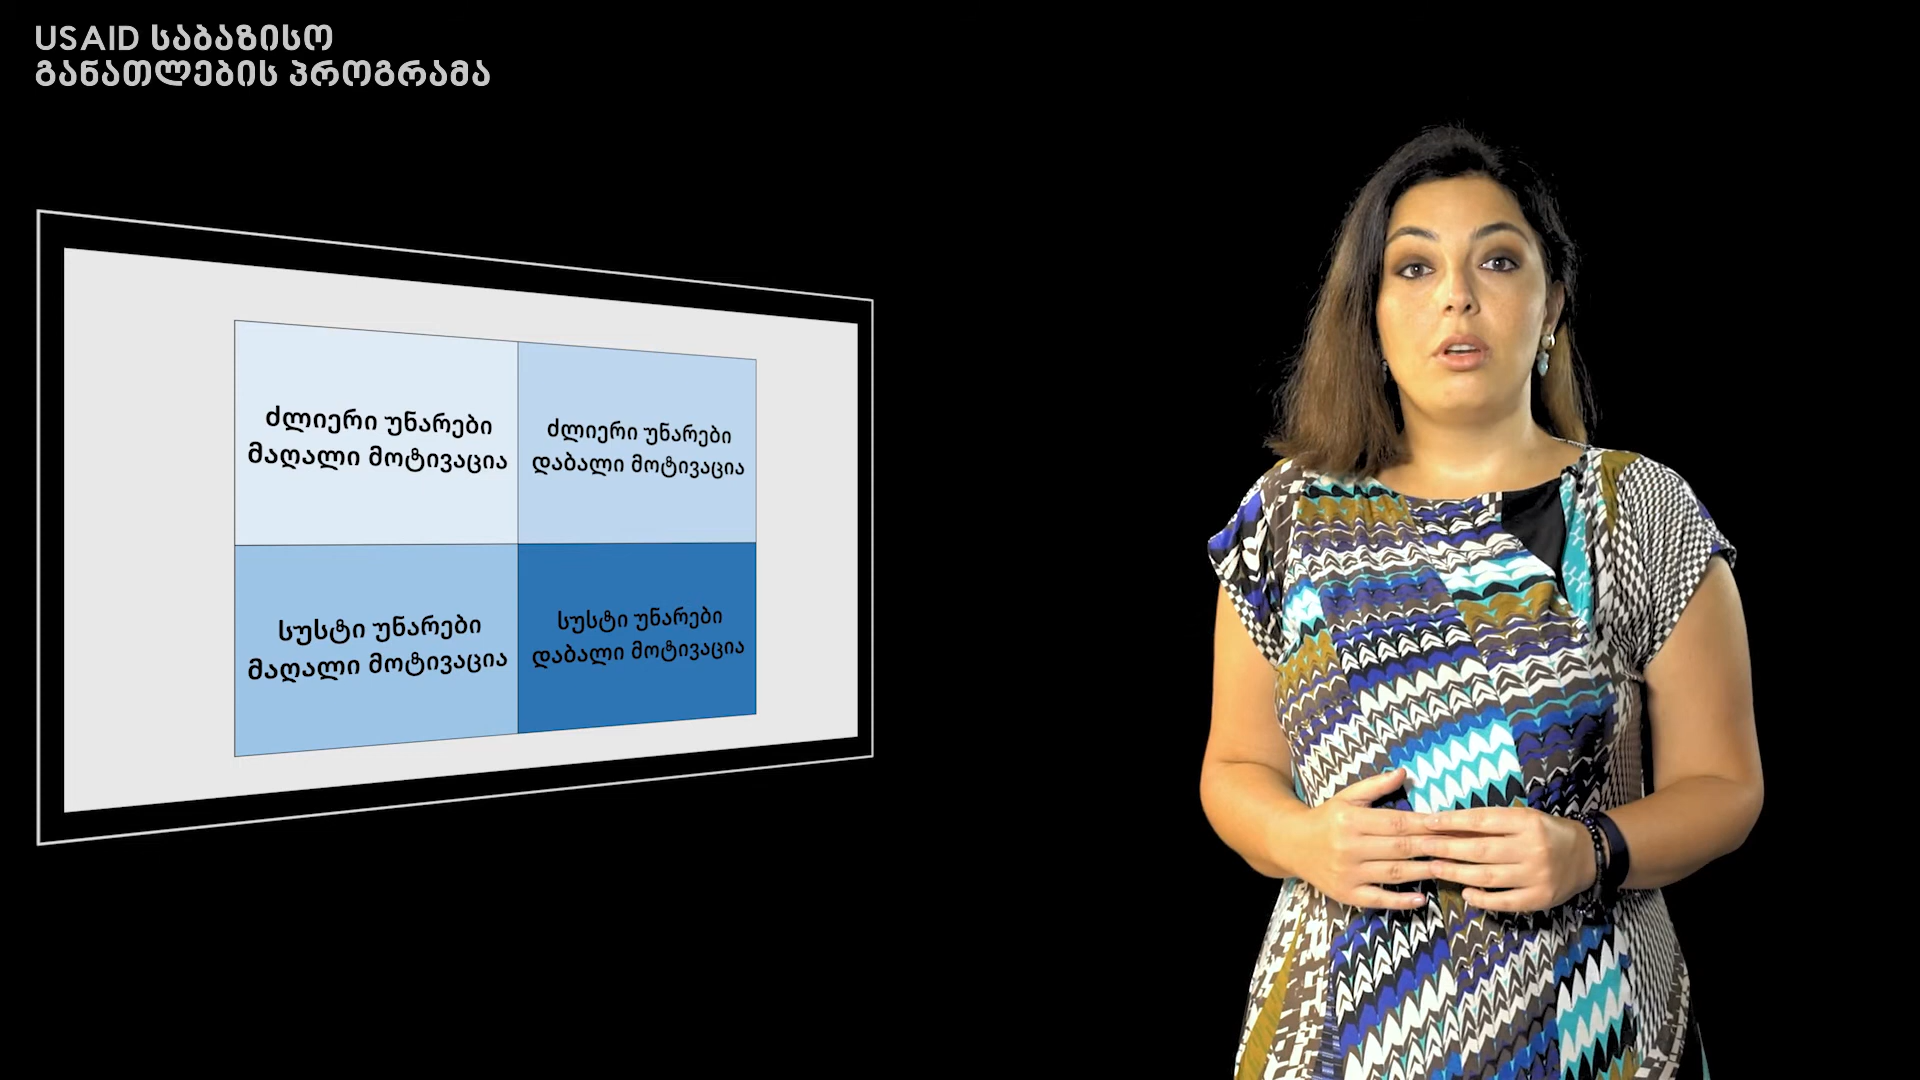 USAID საბაზისო
განათლების პროგრამა
ძლიერი უნარები
მაღალი მოტივაცია
ძლიერი უნარები
დაბალი მოტივაცია
სუსტი უნარები
მაღალი მოტივაცია
სუსტი უნარები
დაბალი მოტივაცია